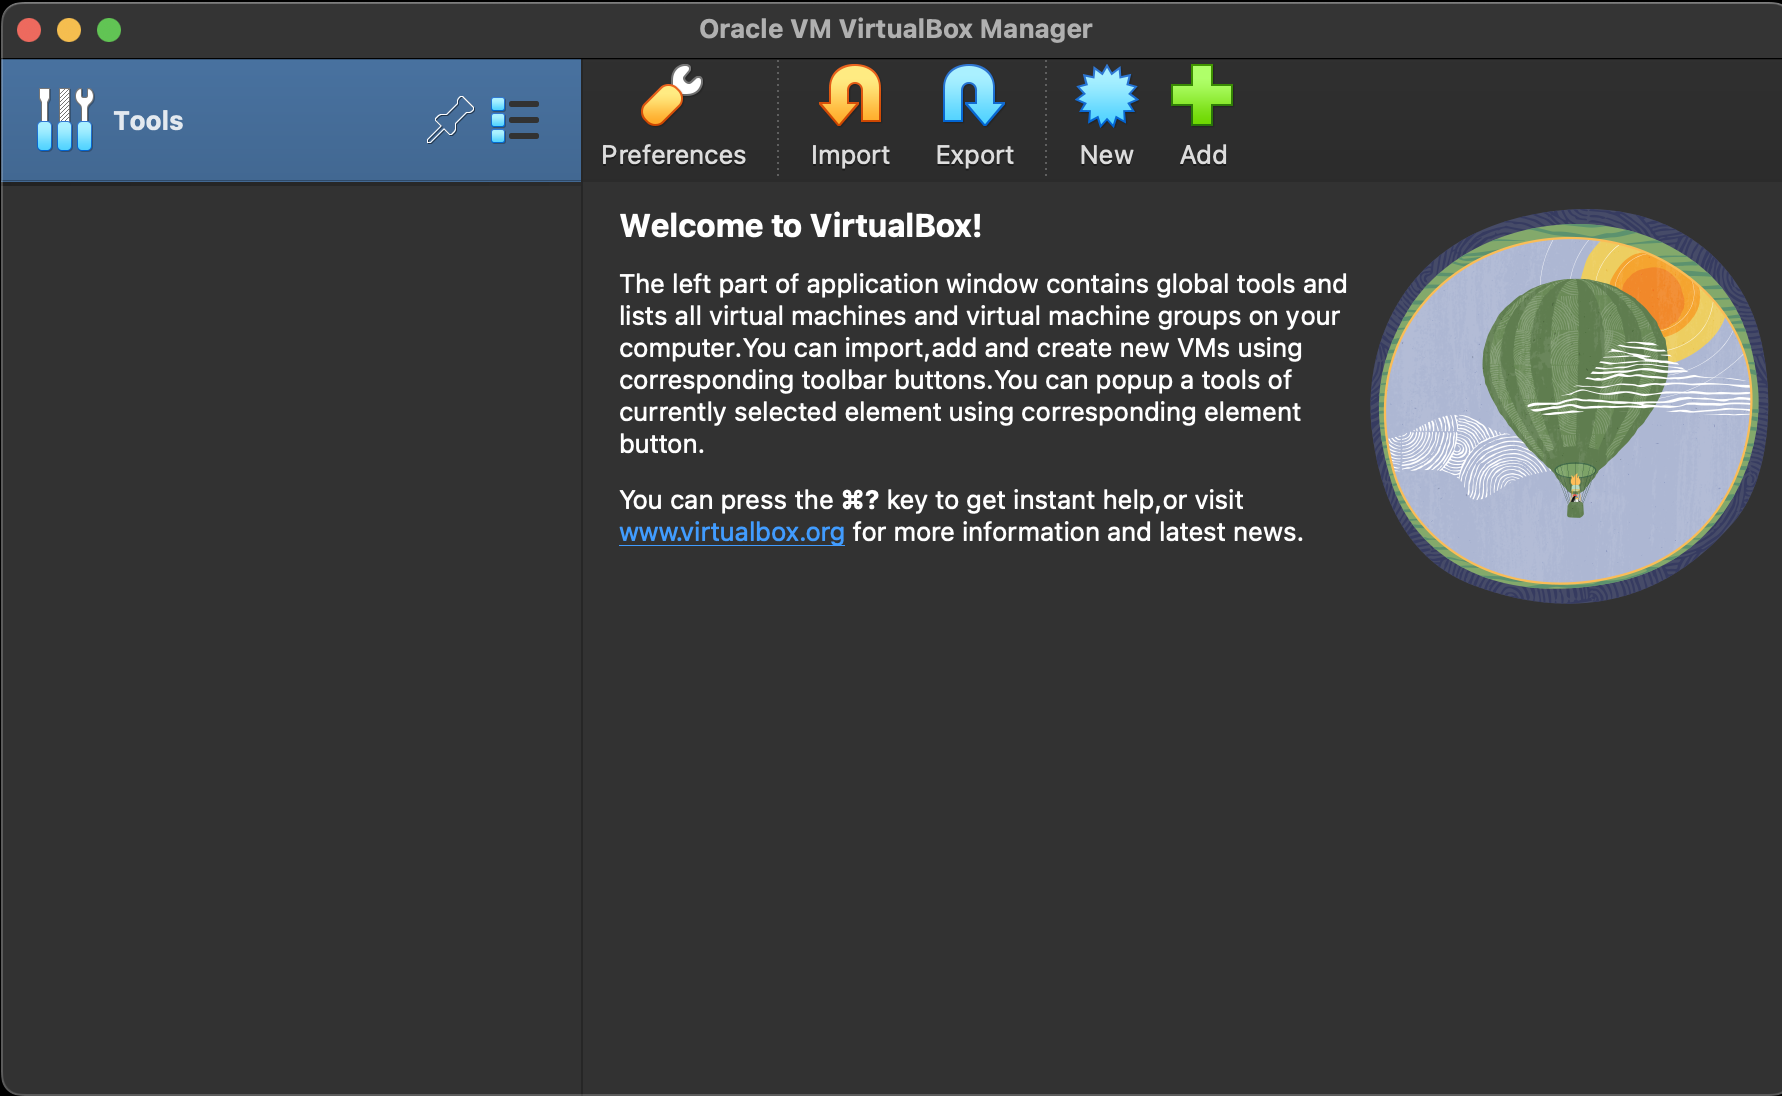 Oracle VM VirtualBox Manager
Tools
Preferences
Import
Export
New
Add
Welcome to VirtualBox!
The left part of application window contains global tools and
lists all virtual machines and virtual machine groups on your
computer.You can import,add and create new VMs using
corresponding toolbar buttons.You can popup a tools of
currently selected element using corresponding element
button.
You can press the ⌘? key to get instant help,or visit
www.virtualbox.org for more information and latest news.